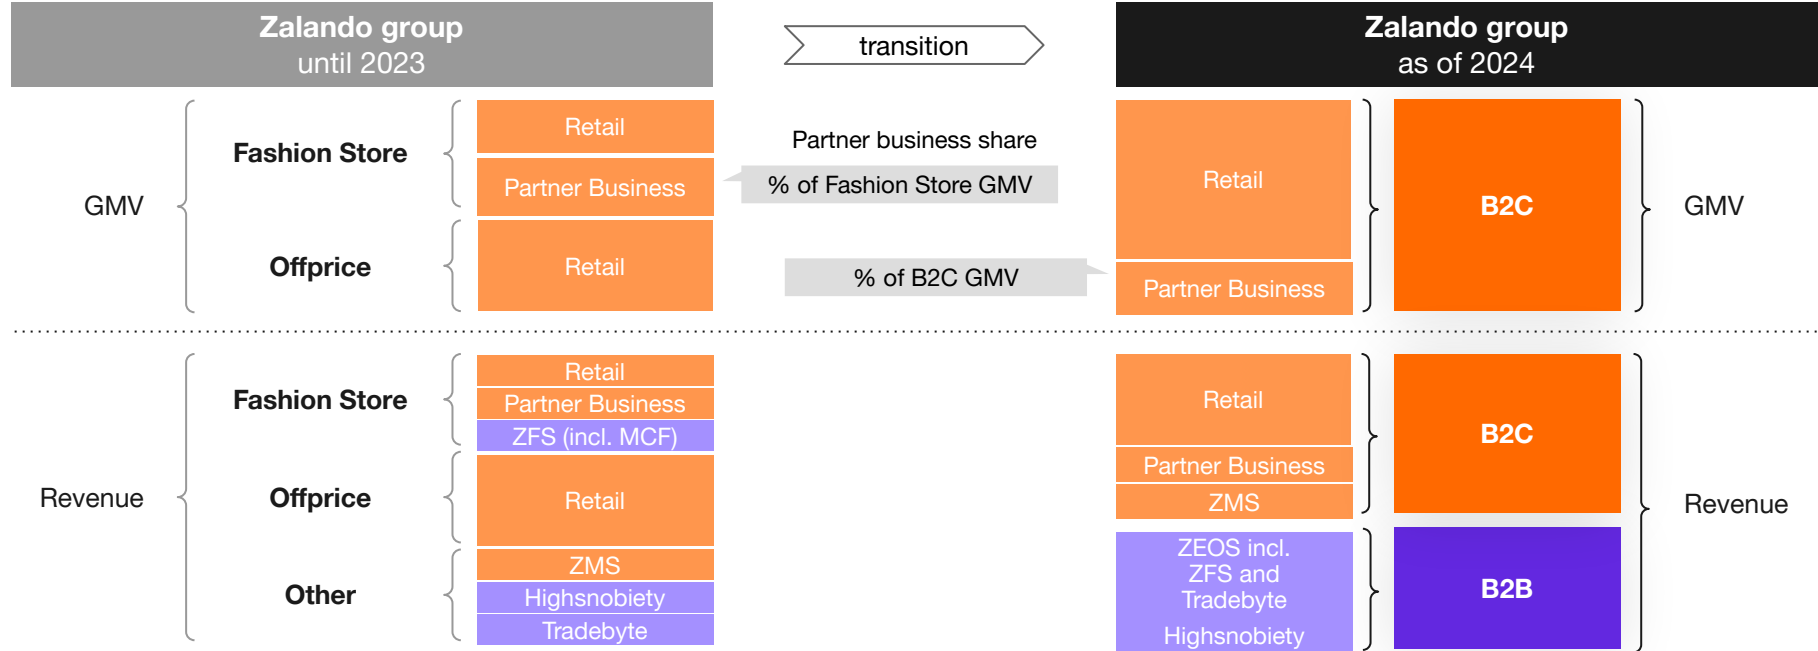 Zalando group
until 2023
transition
Zalando group
as of 2024
GMV
Fashion Store
Retail
Partner Business
Offprice
Retail
Partner business share
% of Fashion Store GMV
% of B2C GMV
Retail
Partner Business
B2C
GMV
Revenue
Fashion Store
Retail
Partner Business
ZFS (incl. MCF)
Offprice
Retail
Other
ZMS
Highsnobiety
Tradebyte
Retail
Partner Business
ZMS
B2C
ZEOS incl.
ZFS and
Tradebyte
Highsnobiety
B2B
Revenue